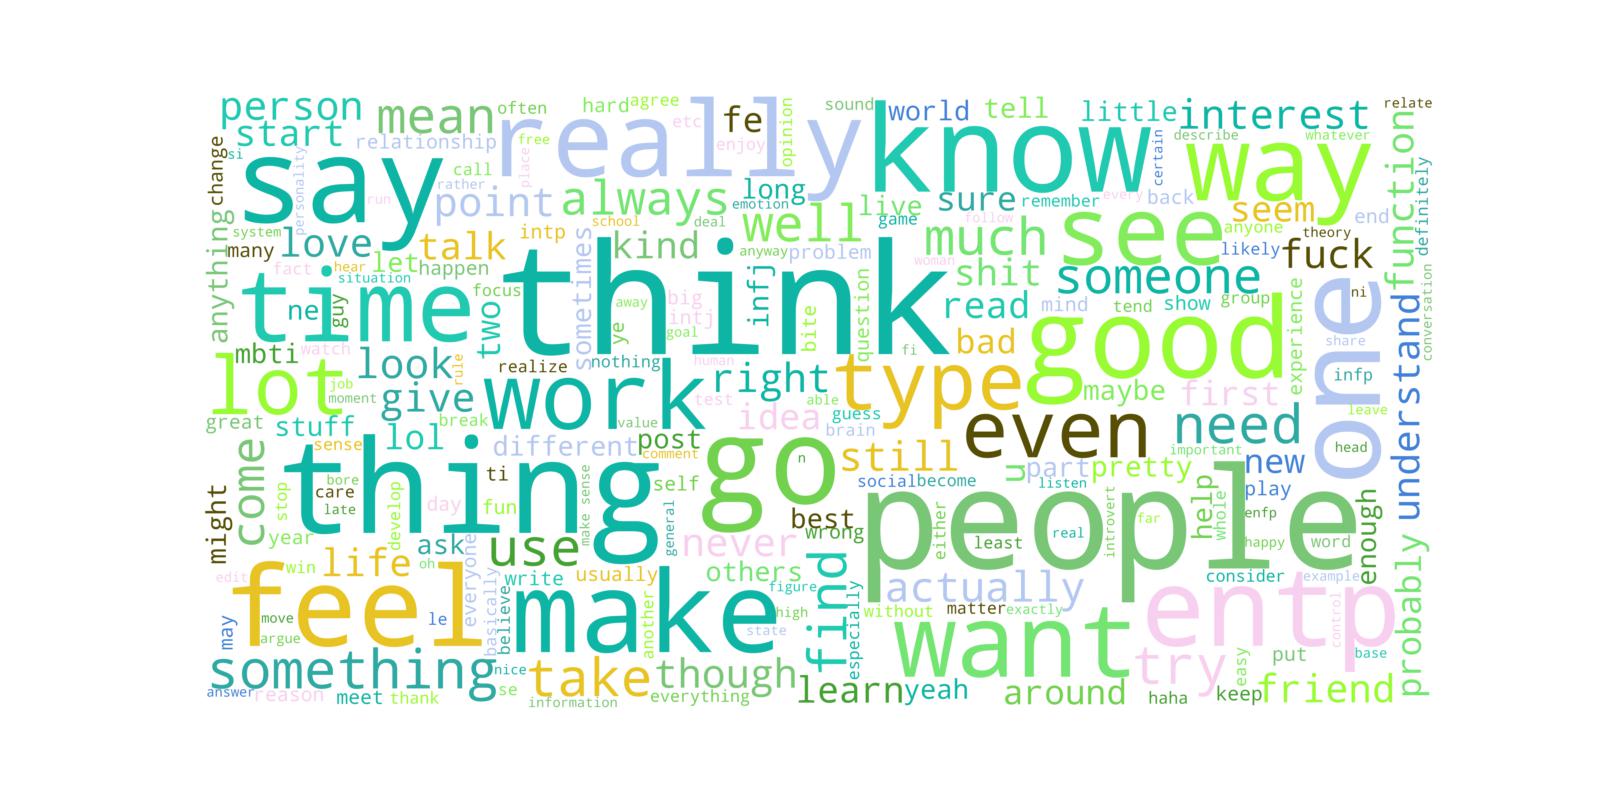 person
mean
often
hard
agree
really
etc
fe
opinion
sound
know
world
tell
little
interest
relate
start
relationship
free
enjoy
certain
describe
whatever
function
si
change
personality
say
call
place
rather
run
point
always
long
emotion
live
sure
remember
every
back
way
definitely
anything
system
many
love
talk
intp
school
deal
well
game
follow
much
see
seem
anyone
end
theory
likely
fuck
fact
hear
let
happen
situation
sometimes
kind
anyway
problem
woman
shit
someone
time
ne
guy
two
focus
think
ye
away
big
intj
goal
infj
bite
question
read
mind
tend
show
group
good
experience
ni
one
share
understand
conversation
mbti
watch
look
rule
realize
nothing
human
fi
bad
lot
job
moment
give
work
right
test
able
type
maybe
first
infp
great
stuff
break
value
idea
guess
brain
even
need
leave
come
sense
lol
different
post
comment
go
n
still
u
part
pretty
important
new
head
bore
care
late
ti
thing
self
social
become
listen
play
might
stop
develop
day
fun
make sense
general
best
wrong
people
either
least
real
introvert
far
help
whole
enfp
happy
word
enough
year
ask
oh
everyone
use
never
edit
win
life
basically
write
believe
usually
others
figure
find
especially
actually
consider
example
probably
feel
make
another
high
state
without
matter
exactly
want
entp
control
may
move
argue
le
try
easy
put
base
something
nice
take
though
answer
reason
meet
thank
se
information
everything
learn
yeah
around
haha
keep
friend